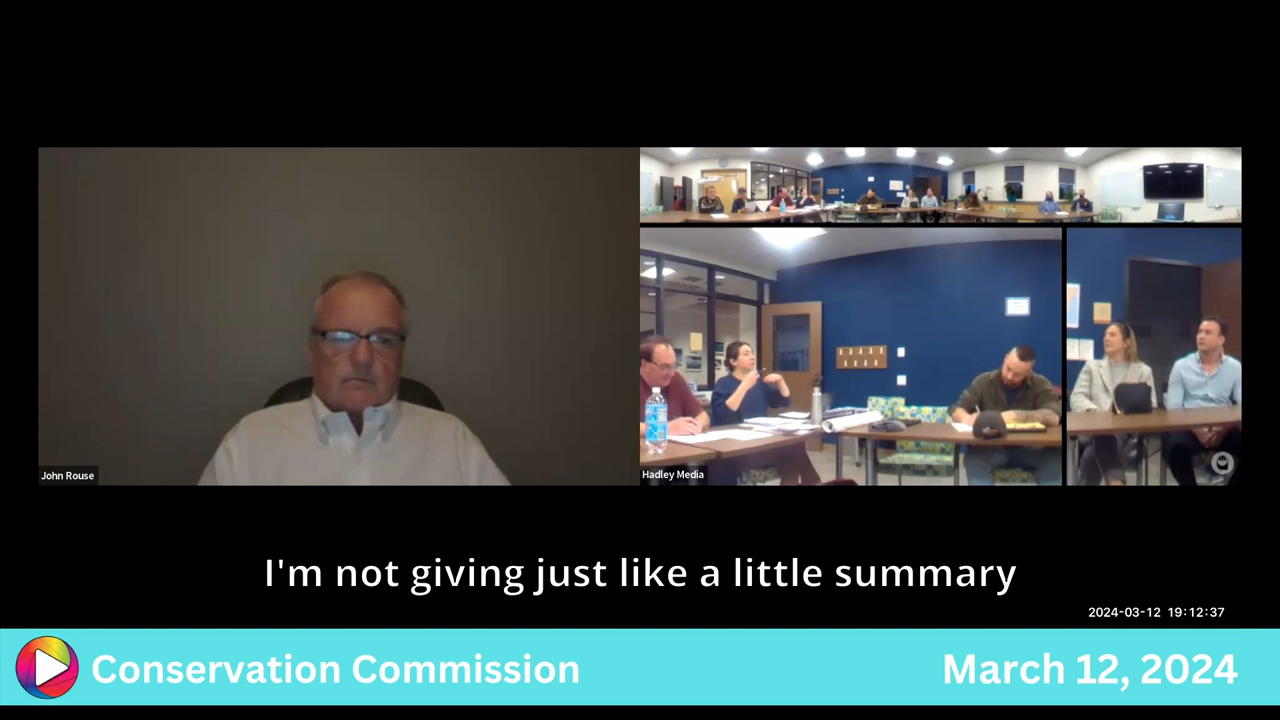 John Rouse
Hadley Media
I'm not giving just like a little summary
2024-03-12 19:12:37
Conservation Commission
March 12, 2024